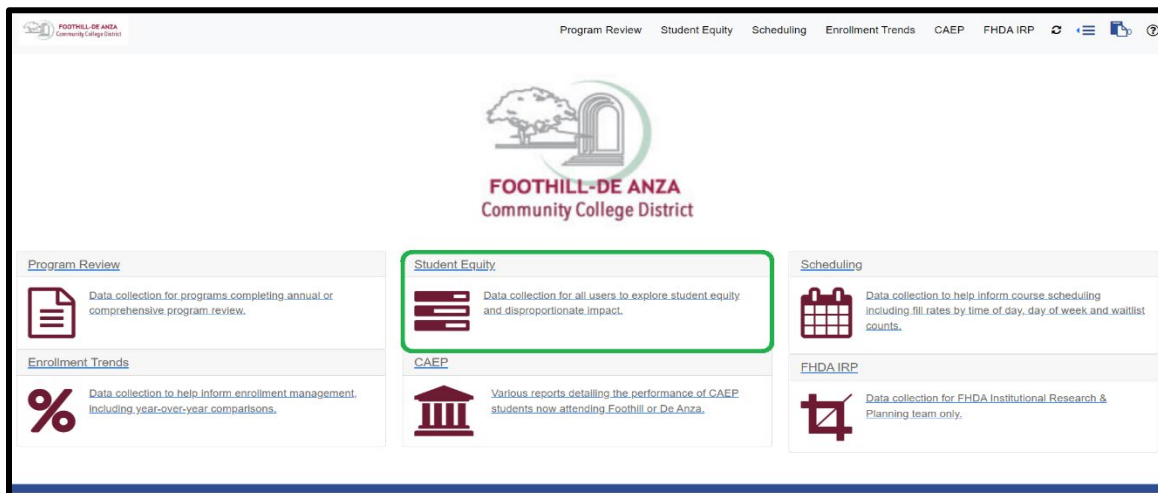 FOOTHILL-DE ANZA
Community College District
Program Review Student Equity Scheduling Enrollment Trends CAEP FHDA IRP
FOOTHILL-DE ANZA
Community College District
Program Review
Data collection for programs completing annual or
comprehensive program review.
Student Equity
Data collection for all users to explore student equity
and disproportionate impact.
Scheduling
Data collection to help inform course scheduling
including fill rates by time of day, day of week and waitlist
counts.
Enrollment Trends
Data collection to help inform enrollment management,
including year-over-year comparisons.
CAEP
Various reports detailing the performance of CAEP
students now attending Foothill or De Anza.
FHDA IRP
Data collection for FHDA Institutional Research &
Planning team only.